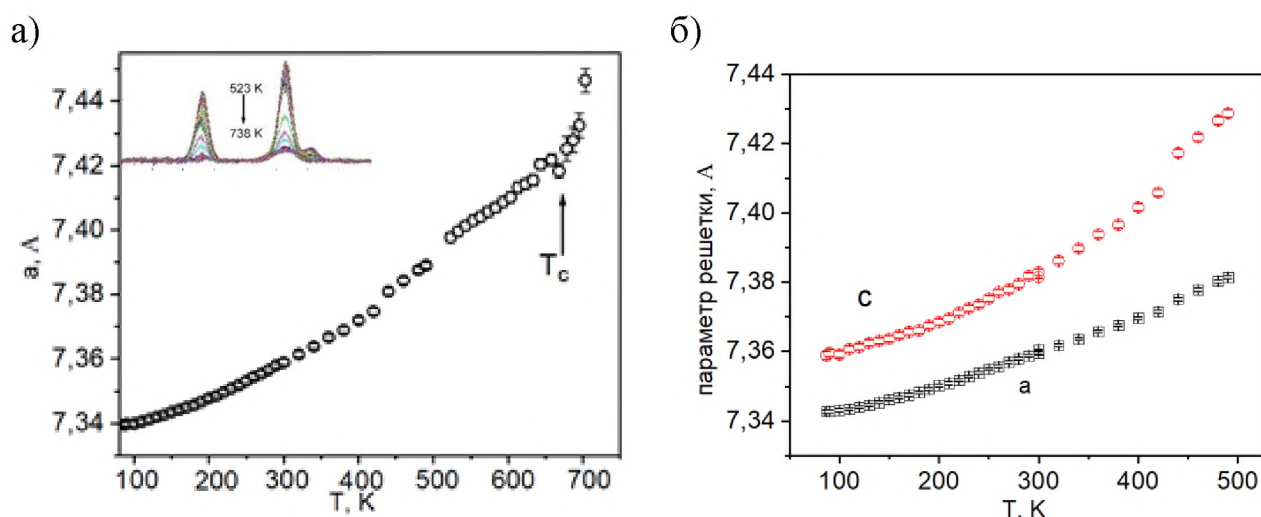 а)
7,44
7,42
7,40
7,38
7,36
7,34
a, Λ
523 K
738 K
T_c
100 200 300 400 500 600 700
T, K
б)
7,44
7,42
7,40
7,38
7,36
7,34
параметр решетки, Λ
c
a
100 200 300 400 500
T, K